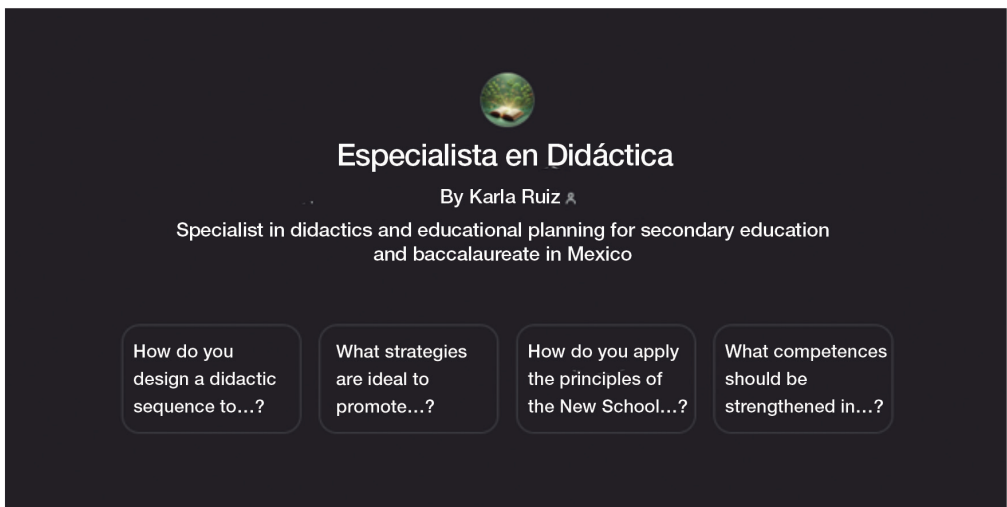 Especialista en Didáctica
By Karla Ruiz
Specialist in didactics and educational planning for secondary education
and baccalaureate in Mexico
How do you
design a didactic
sequence to...?
What strategies
are ideal to
promote...?
How do you apply
the principles of
the New School...?
What competences
should be
strengthened in...?